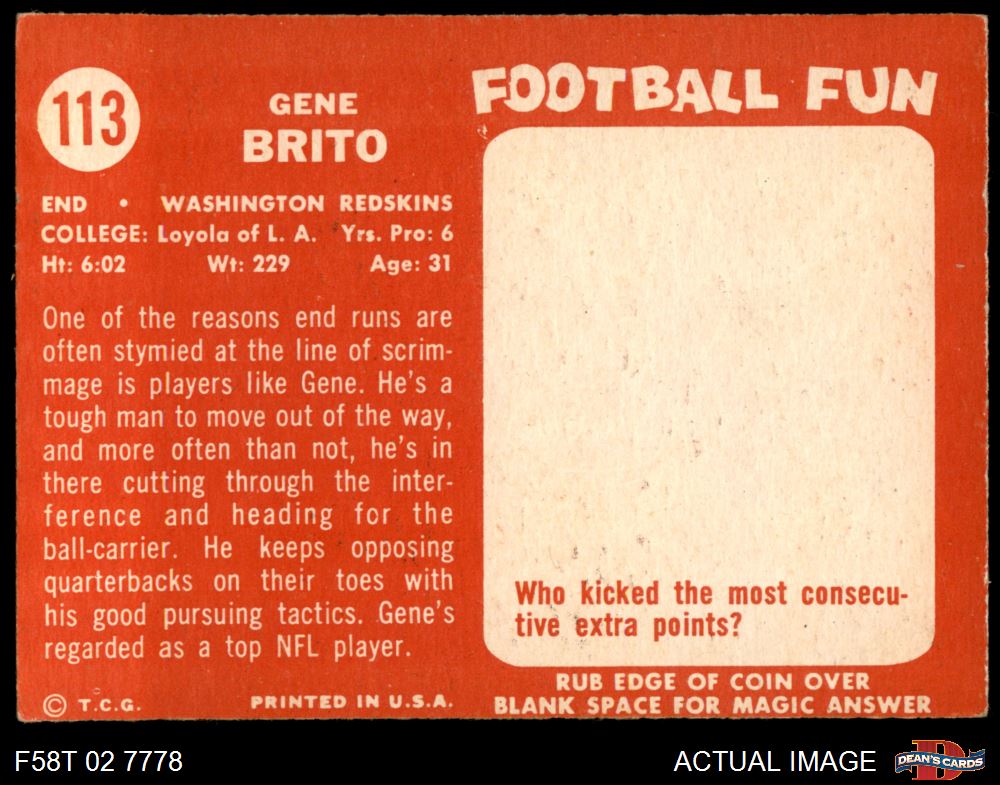 113
GENE
BRITO
END • WASHINGTON REDSKINS
COLLEGE: Loyola of L. A. Yrs. Pro: 6
Ht: 6:02 Wt: 229 Age: 31
One of the reasons end runs are
often stymied at the line of scrim-
mage is players like Gene. He's a
tough man to move out of the way,
and more often than not, he's in
there cutting through the inter-
ference and heading for the
ball-carrier. He keeps opposing
quarterbacks on their toes with
his good pursuing tactics. Gene's
regarded as a top NFL player.
© T.C.G. PRINTED IN U.S.A.
FOOTBALL FUN
Who kicked the most consecu-
tive extra points?
RUB EDGE OF COIN OVER
BLANK SPACE FOR MAGIC ANSWER
F58T 02 7778
ACTUAL IMAGE
D
DEAN'S CARDS